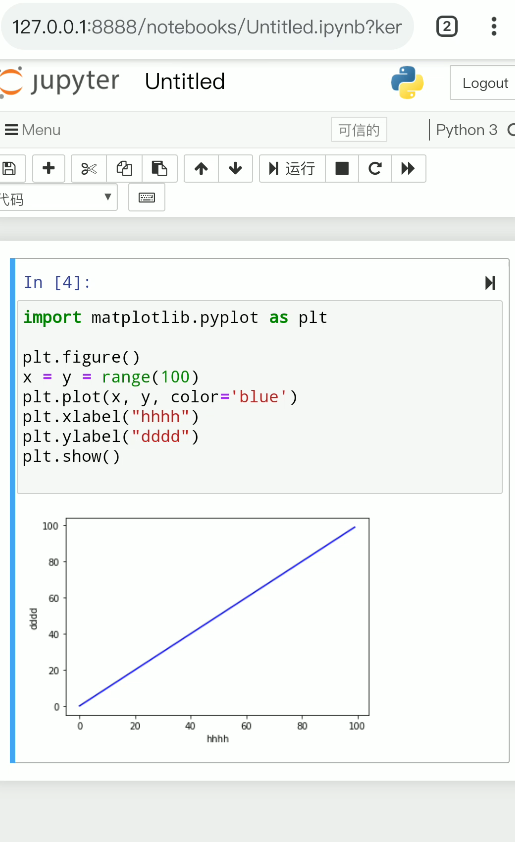 127.0.0.1:8888/notebooks/Untitled.ipynb?ker
2
jupyter Untitled
Logout
Menu
可信的
Python 3
运行
代码
In [4]:
import matplotlib.pyplot as plt
plt.figure()
x = y = range(100)
plt.plot(x, y, color='blue')
plt.xlabel("hhhh")
plt.ylabel("dddd")
plt.show()
100
80
60
40
20
0
dddd
0 20 40 60 80 100
hhhh